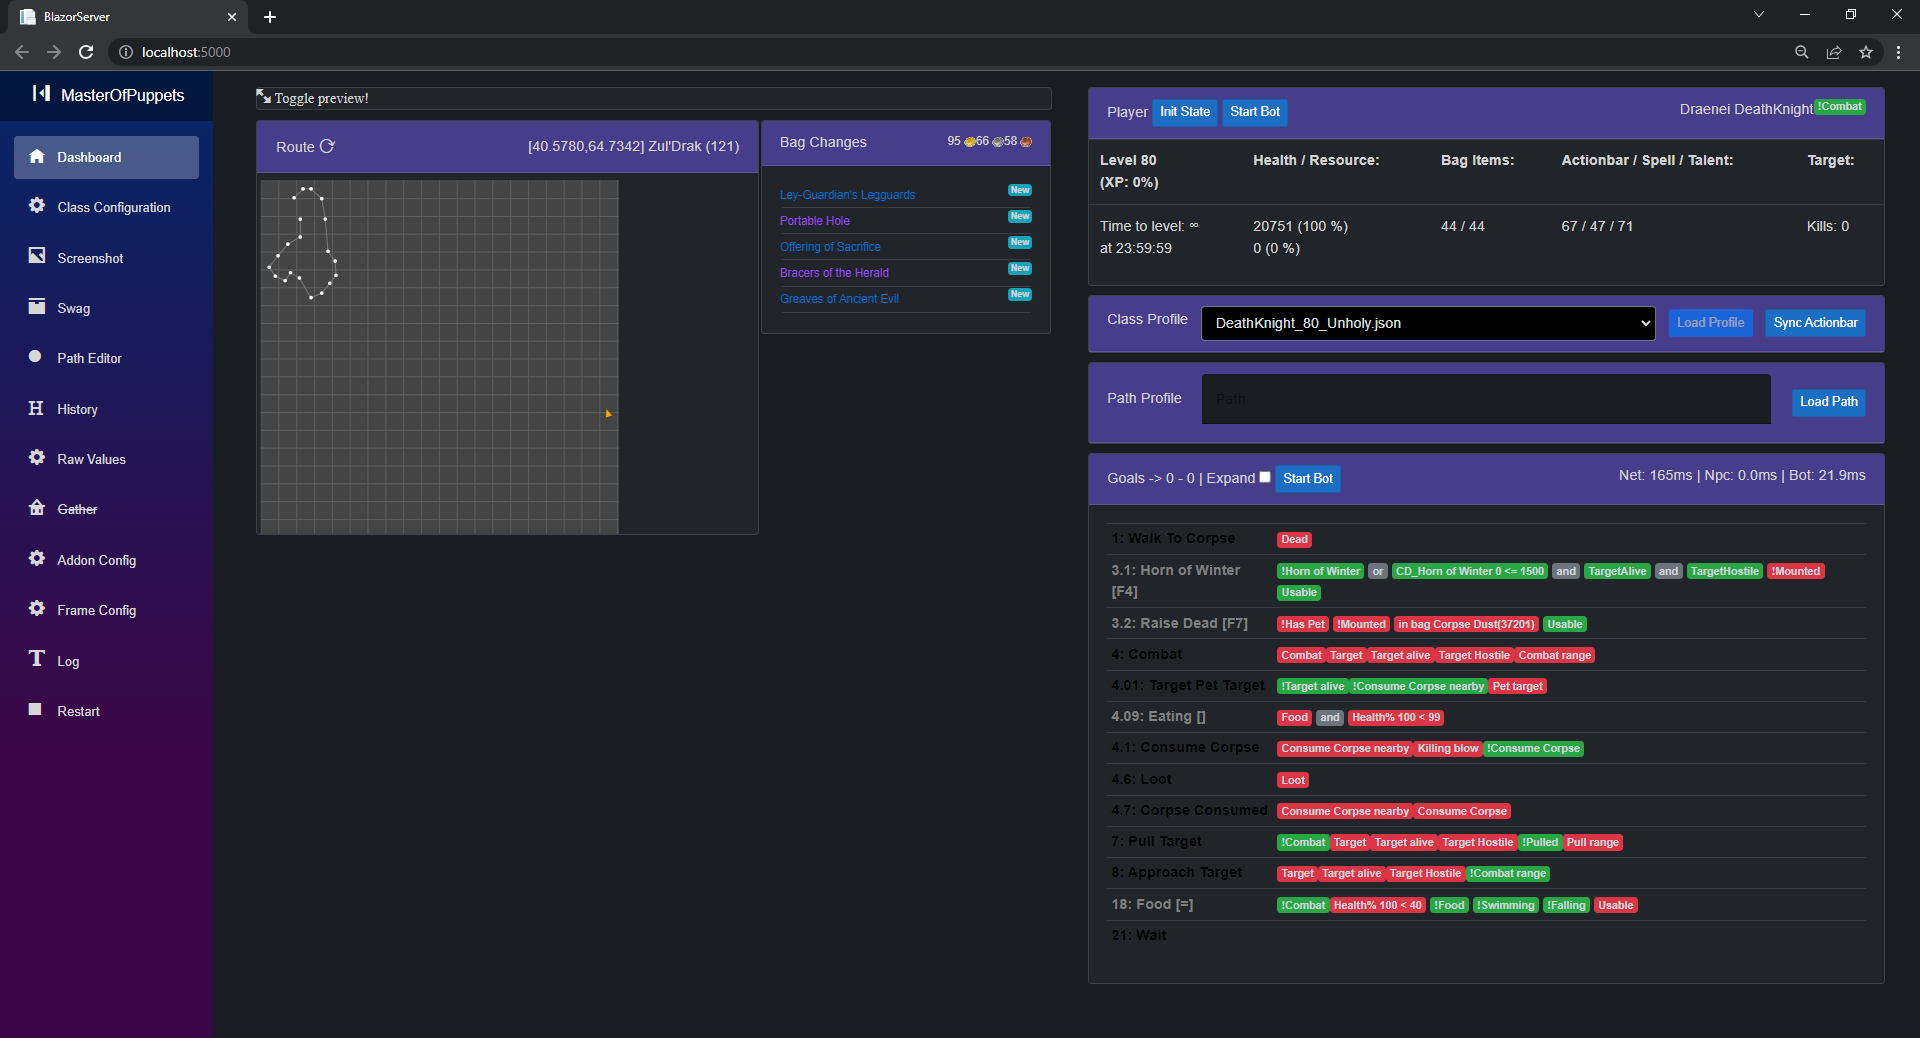 BlazorServer
localhost:5000
MasterOfPuppets
Dashboard
Class Configuration
Screenshot
Swag
Path Editor
History
Raw Values
Gather
Addon Config
Frame Config
Log
Restart
Toggle preview!
Route [40.5780,64.7342] Zul'Drak (121)
Bag Changes 95 66 58
Ley-Guardian's Legguards New
Portable Hole New
Offering of Sacrifice New
Bracers of the Herald New
Greaves of Ancient Evil New
Player Init State Start Bot Draenei DeathKnight !Combat
Level 80 Health / Resource: Bag Items: Actionbar / Spell / Talent: Target:
(XP: 0%)
Time to level: ∞ 20751 (100 %) 44 / 44 67 / 47 / 71 Kills: 0
at 23:59:59 0 (0 %)
Class Profile DeathKnight_80_Unholy.json Load Profile Sync Actionbar
Path Profile Path Load Path
Goals -> 0 - 0 | Expand Start Bot Net: 165ms | Npc: 0.0ms | Bot: 21.9ms
1: Walk To Corpse Dead
3.1: Horn of Winter !Horn of Winter or CD_Horn of Winter 0 <= 1500 and TargetAlive and TargetHostile !Mounted
[F4] Usable
3.2: Raise Dead [F7] !Has Pet !Mounted in bag Corpse Dust(37201) Usable
4: Combat Combat Target Target alive Target Hostile Combat range
4.01: Target Pet Target !Target alive !Consume Corpse nearby Pet target
4.09: Eating [] Food and Health% 100 < 99
4.1: Consume Corpse Consume Corpse nearby Killing blow !Consume Corpse
4.6: Loot Loot
4.7: Corpse Consumed Consume Corpse nearby Consume Corpse
7: Pull Target !Combat Target Target alive Target Hostile !Pulled Pull range
8: Approach Target Target Target alive Target Hostile !Combat range
18: Food [=] !Combat Health% 100 < 40 !Food !Swimming !Falling Usable
21: Wait